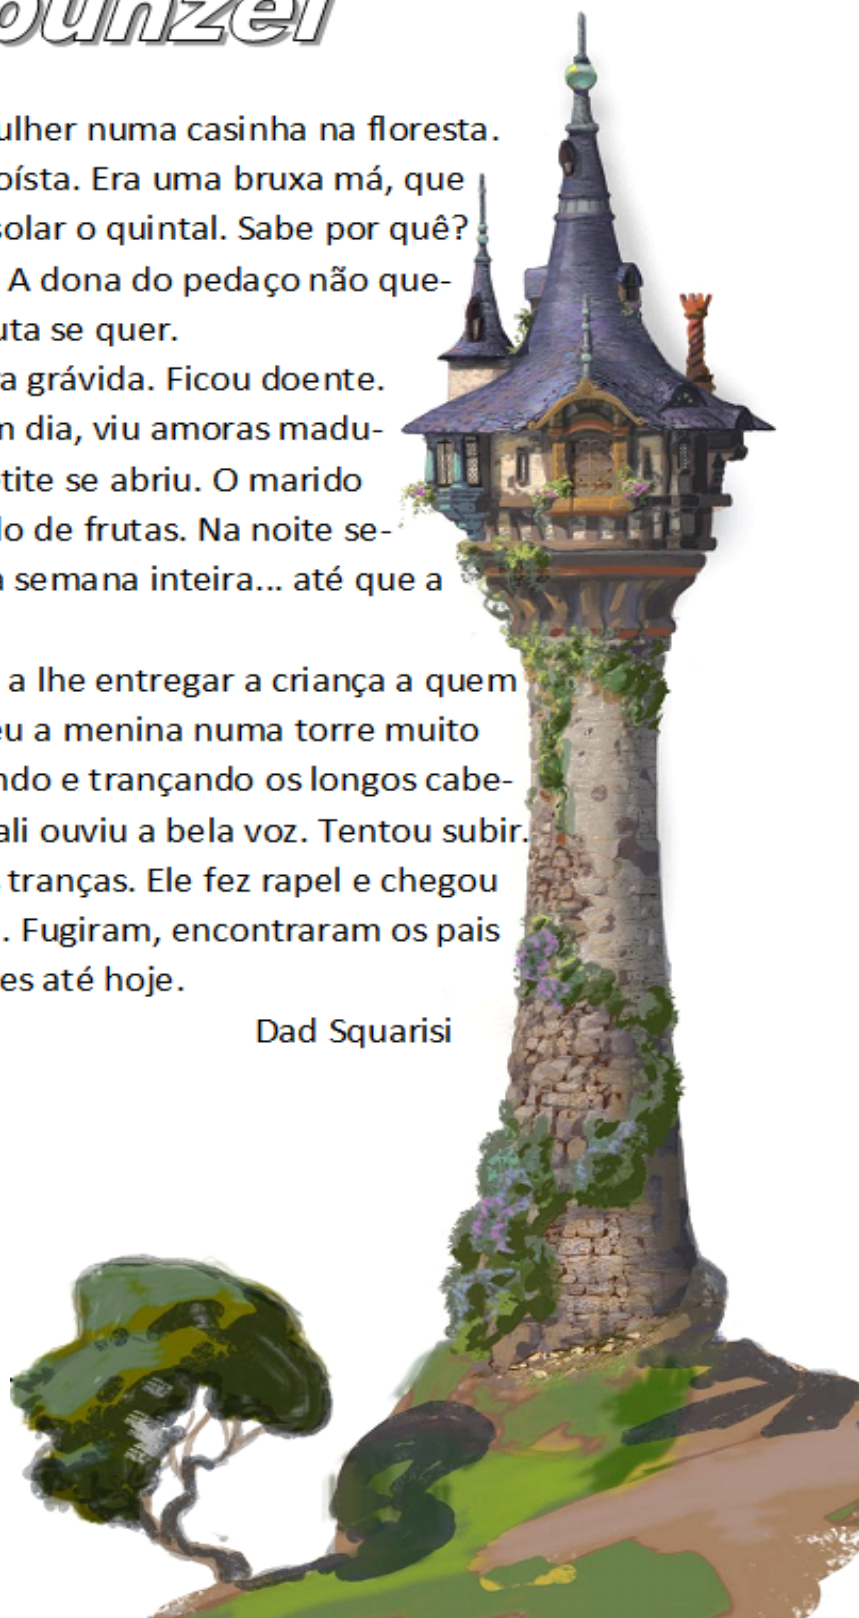 punzel
ulher numa casinha na floresta.
oísta. Era uma bruxa má, que
solar o quintal. Sabe por quê?
A dona do pedaço não que-
uta se quer.
a grávida. Ficou doente.
m dia, viu amoras madu-
etite se abriu. O marido
do de frutas. Na noite se-
a semana inteira... até que a
a lhe entregar a criança a quem
eu a menina numa torre muito
ndo e trançando os longos cabe-
ali ouviu a bela voz. Tentou subir.
s tranças. Ele fez rapel e chegou
. Fugiram, encontraram os pais
es até hoje.
Dad Squarisi